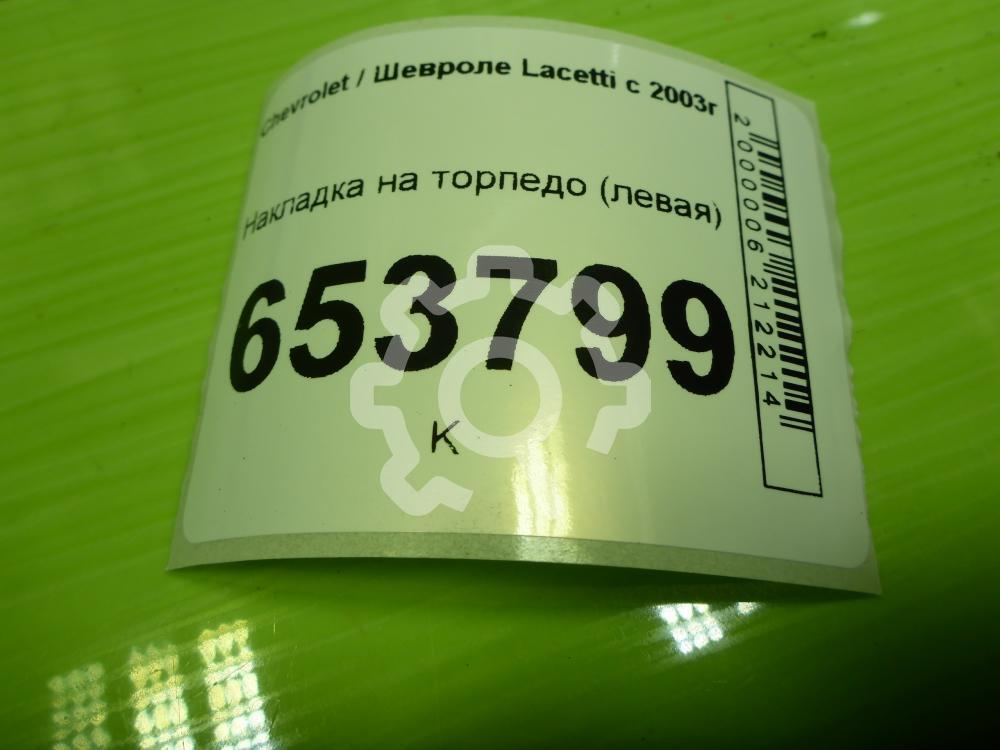 Chevrolet / Шевроле Lacetti с 2003г
Накладка на торпедо (левая)
653799
К
2000006212214